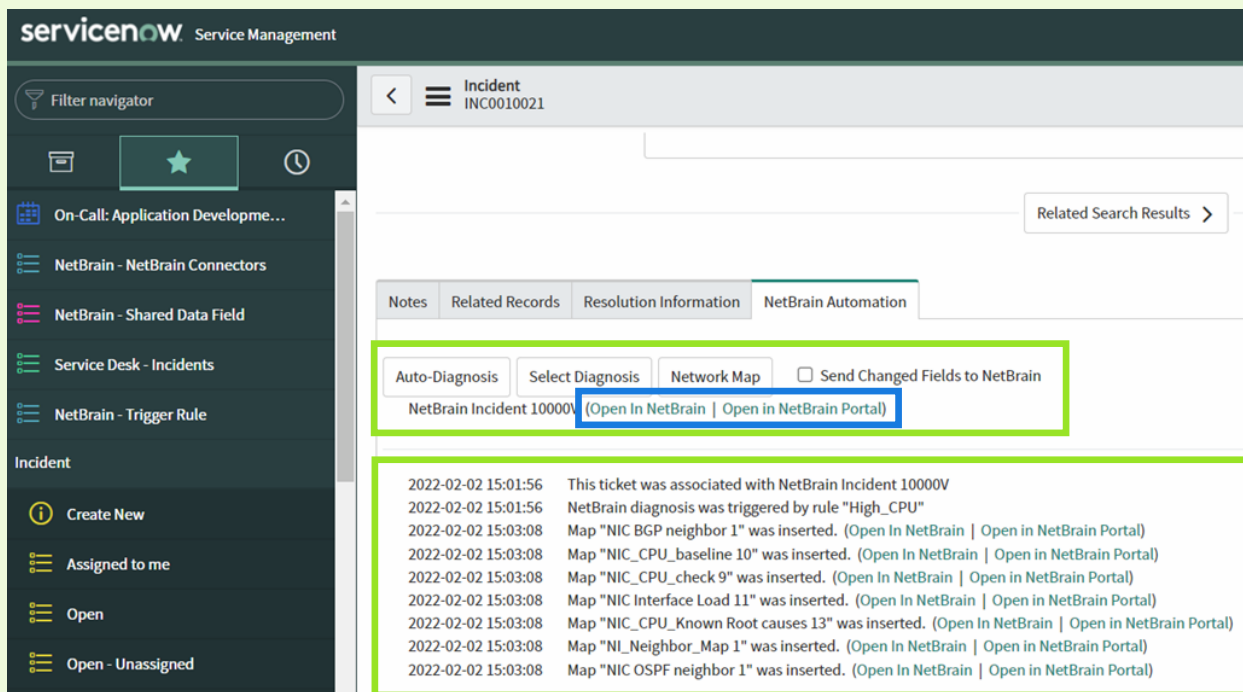 servicenow. Service Management
Filter navigator
On-Call: Application Developme...
NetBrain - NetBrain Connectors
NetBrain - Shared Data Field
Service Desk - Incidents
NetBrain - Trigger Rule
Incident
Create New
Assigned to me
Open
Open - Unassigned
Incident
INC0010021
Related Search Results
Notes Related Records Resolution Information NetBrain Automation
Auto-Diagnosis Select Diagnosis Network Map Send Changed Fields to NetBrain
NetBrain Incident 10000V (Open In NetBrain | Open in NetBrain Portal)
2022-02-02 15:01:56 This ticket was associated with NetBrain Incident 10000V
2022-02-02 15:01:56 NetBrain diagnosis was triggered by rule "High_CPU"
2022-02-02 15:03:08 Map "NIC BGP neighbor 1" was inserted. (Open In NetBrain | Open in NetBrain Portal)
2022-02-02 15:03:08 Map "NIC_CPU_baseline 10" was inserted. (Open In NetBrain | Open in NetBrain Portal)
2022-02-02 15:03:08 Map "NIC_CPU_check 9" was inserted. (Open In NetBrain | Open in NetBrain Portal)
2022-02-02 15:03:08 Map "NIC Interface Load 11" was inserted. (Open In NetBrain | Open in NetBrain Portal)
2022-02-02 15:03:08 Map "NIC_CPU_Known Root causes 13" was inserted. (Open In NetBrain | Open in NetBrain Portal)
2022-02-02 15:03:08 Map "NI_Neighbor_Map 1" was inserted. (Open In NetBrain | Open in NetBrain Portal)
2022-02-02 15:03:08 Map "NIC OSPF neighbor 1" was inserted. (Open In NetBrain | Open in NetBrain Portal)